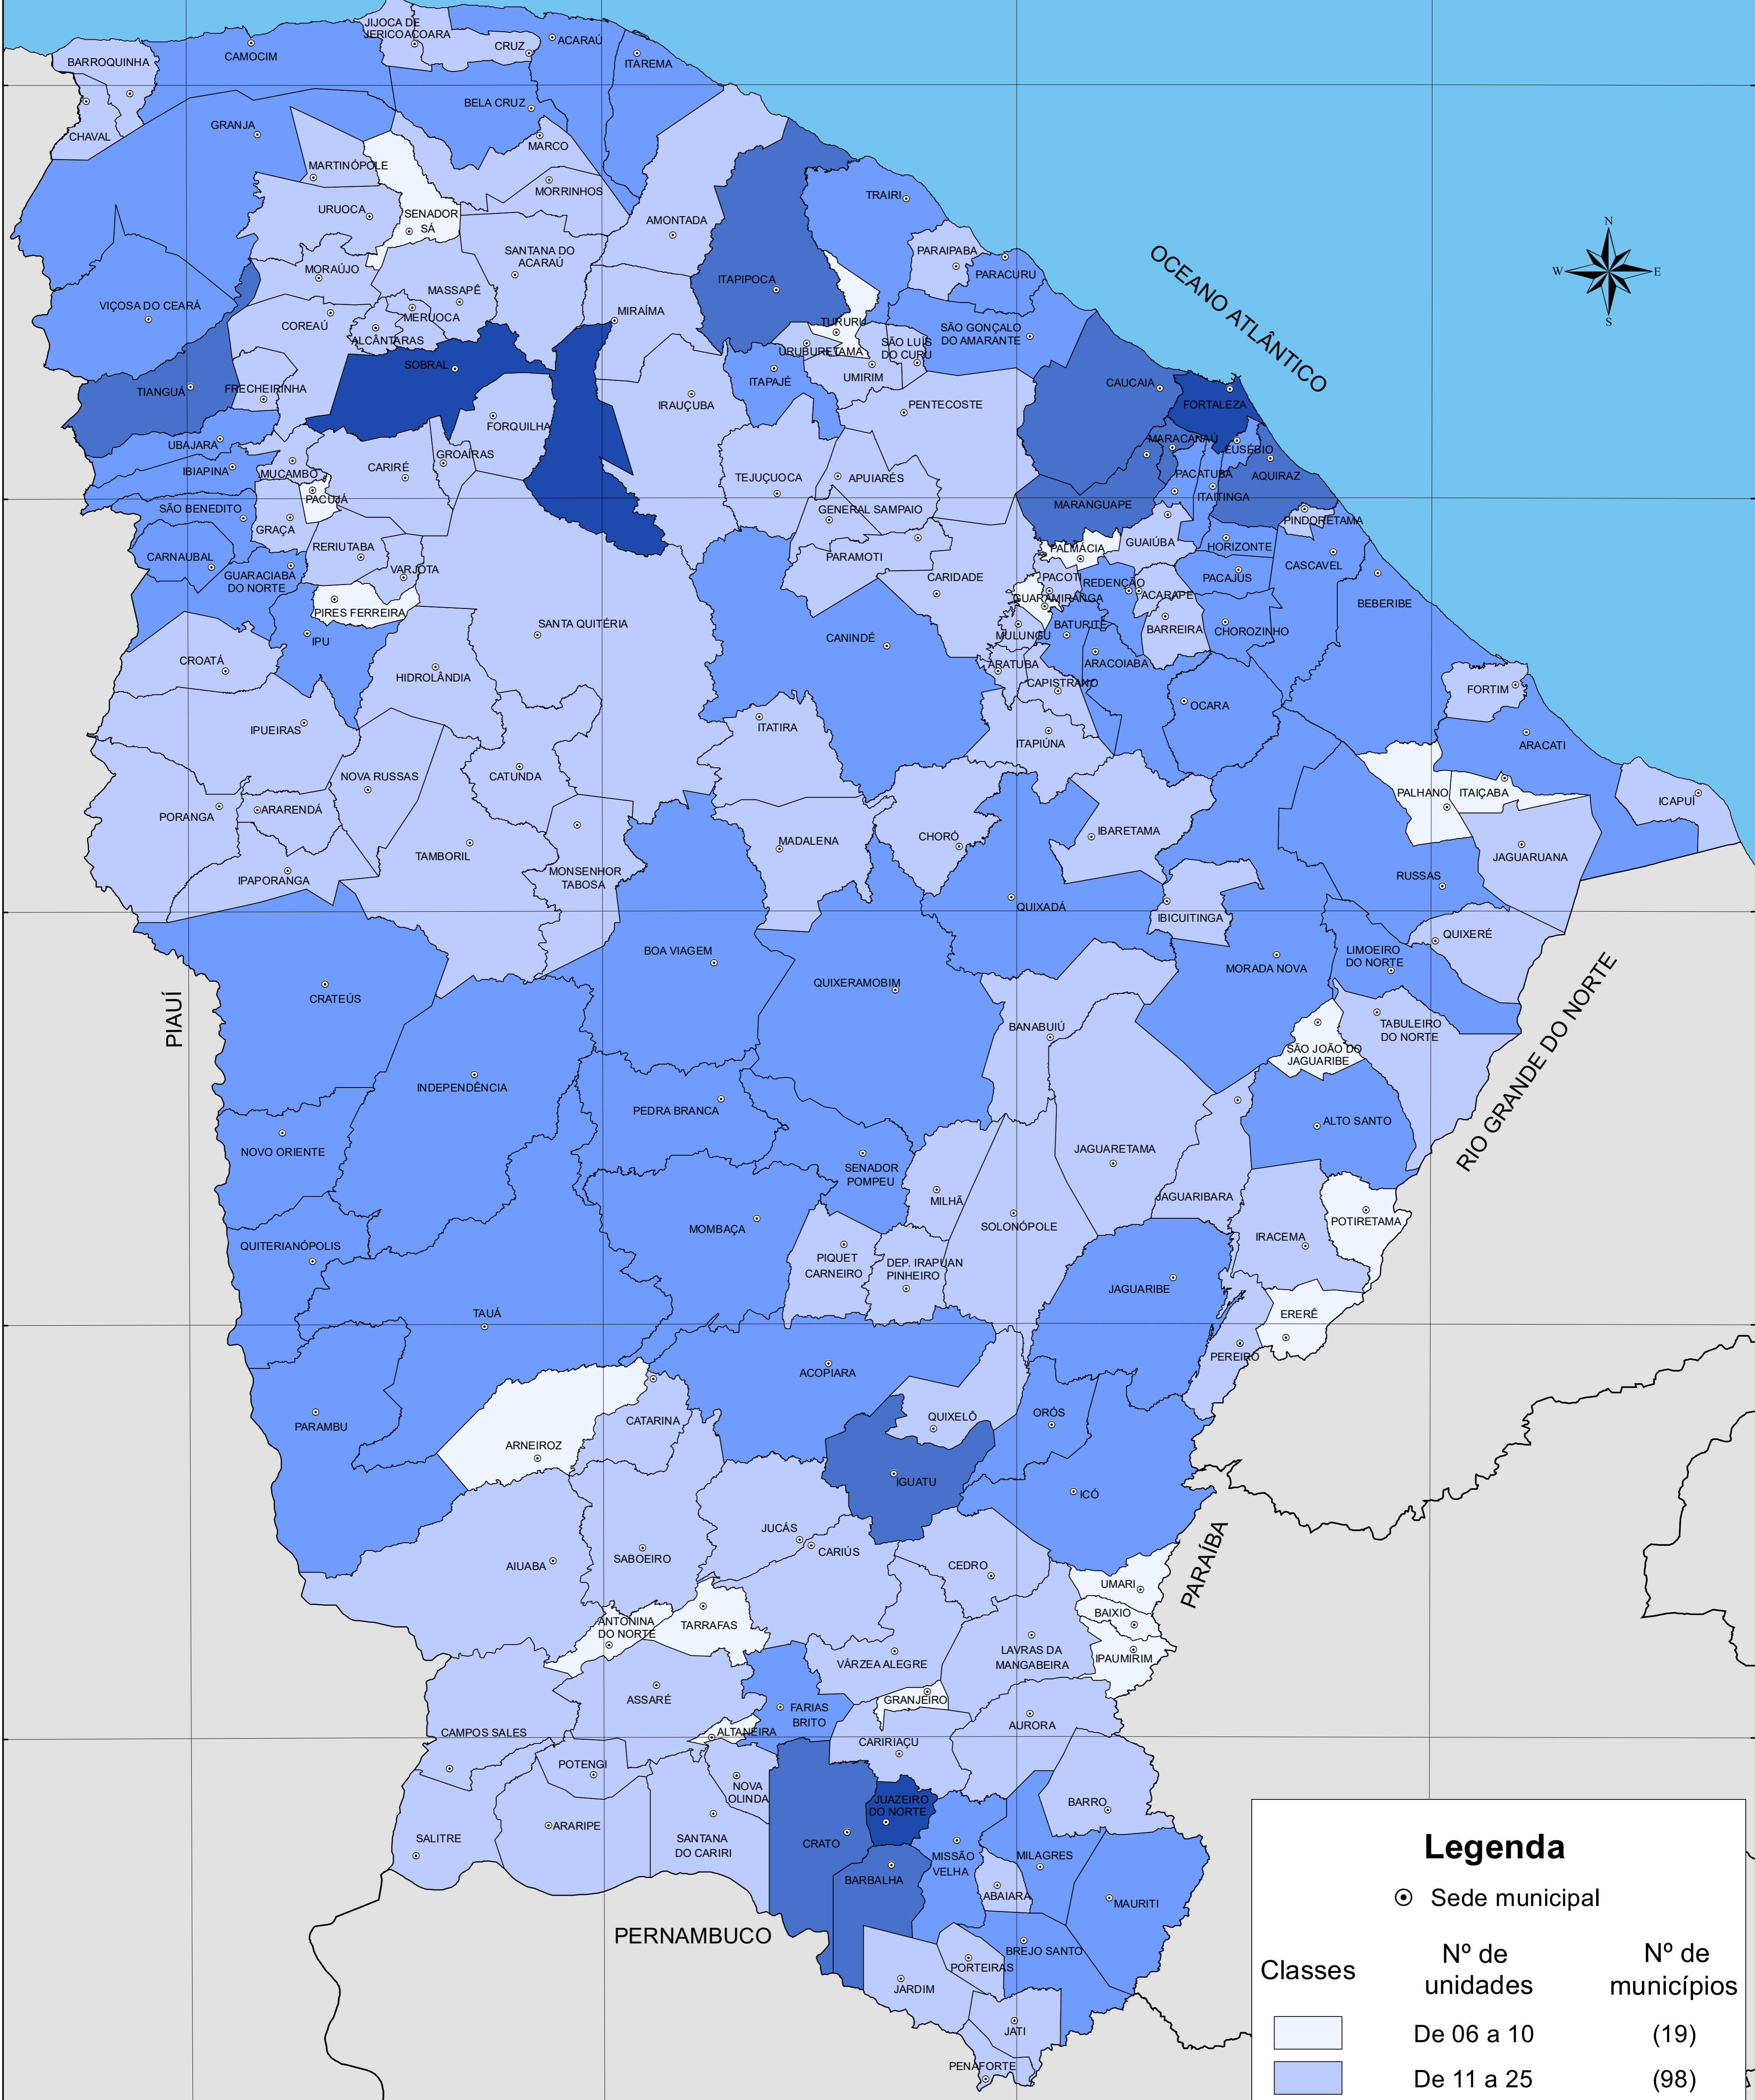 JIJOCA DE
JERICOACOARA
CRUZ
ACARAÚ
ITAREMA
BARROQUINHA
CAMOCIM
CHAVAL
GRANJA
BELA CRUZ
MARCO
MARTINÓPOLE
MORRINHOS
URUOCA
SENADOR
SÁ
AMONTADA
TRAIRI
SANTANA DO
ACARAÚ
PARAIPABA
PARACURU
OCEANO ATLÂNTICO
N
W
E
S
MORAÚJO
MASSAPÊ
ITAPIPOCA
VIÇOSA DO CEARÁ
COREAÚ
MERUOCA
MIRAÍMA
TURURU
SÃO GONÇALO
DO AMARANTE
ALCÂNTARAS
URUBURETAMA
SÃO LUÍS
DO CURU
SOBRAL
TIANGUÁ
FRECHEIRINHA
ITAPAJÉ
UMIRIM
CAUCAIA
IRAUÇUBA
PENTECOSTE
FORTALEZA
FORQUILHA
UBAJARA
MARACANAÚ
EUSÉBIO
IBIAPINA
MUCAMBO
CARIRÉ
GROAÍRAS
TEJUÇUOCA
APUIARÉS
PACATUBA
AQUIRAZ
PACUJÁ
ITAITINGA
MARANGUAPE
SÃO BENEDITO
GENERAL SAMPAIO
PINDORETAMA
GRAÇA
RERIUTABA
PARAMOTI
PALMÁCIA
GUAIÚBA
HORIZONTE
CARNAUBAL
GUARACIABA
DO NORTE
VARJOTA
CARIDADE
PACOTI
REDENÇÃO
PACAJUS
CASCAVEL
PIRES FERREIRA
GUARAMIRANGA
ACARAPE
BEBERIBE
IPU
SANTA QUITÉRIA
CANINDÉ
MULUNGU
BATURITÉ
BARREIRA
CHOROZINHO
CROATÁ
HIDROLÂNDIA
ARATUBA
ARACOIABA
CAPISTRANO
FORTIM
OCARA
IPUEIRAS
ITATIRA
ITAPIÚNA
ARACATI
NOVA RUSSAS
CATUNDA
PALHANO
ITAIÇABA
ICAPUÍ
PORANGA
ARARENDÁ
IBARETAMA
CHORÓ
MADALENA
TAMBORIL
JAGUARUANA
IPAPORANGA
MONSENHOR
TABOSA
RUSSAS
QUIXADÁ
IBICUITINGA
QUIXERÉ
BOA VIAGEM
LIMOEIRO
DO NORTE
MORADA NOVA
QUIXERAMOBIM
CRATEÚS
PIAUÍ
BANABUIÚ
TABULEIRO
DO NORTE
SÃO JOÃO DO
JAGUARIBE
RIO GRANDE DO NORTE
INDEPENDÊNCIA
PEDRA BRANCA
ALTO SANTO
NOVO ORIENTE
JAGUARETAMA
SENADOR
POMPEU
MILHÃ
JAGUARIBARA
MOMBAÇA
SOLONÓPOLE
POTIRETAMA
IRACEMA
QUITERIANÓPOLIS
PIQUET
CARNEIRO
DEP. IRAPUAN
PINHEIRO
JAGUARIBE
TAUÁ
ERERÊ
PEREIRO
ACOPIARA
PARAMBU
CATARINA
QUIXELÔ
ORÓS
ARNEIROZ
IGUATU
ICÓ
JUCÁS
CARIÚS
AIUABA
SABOEIRO
CEDRO
PARAÍBA
UMARI
BAIXIO
ANTONINA
DO NORTE
TARRAFAS
LAVRAS DA
MANGABEIRA
IPAUMIRIM
VÁRZEA ALEGRE
ASSARÉ
GRANJEIRO
FARIAS
BRITO
CAMPOS SALES
ALTANEIRA
AURORA
CARIRIAÇU
POTENGI
NOVA
OLINDA
JUAZEIRO
DO NORTE
BARRO
ARARIPE
SALITRE
SANTANA
DO CARIRI
CRATO
MISSÃO
VELHA
MILAGRES
BARBALHA
ABAIARA
MAURITI
PERNAMBUCO
BREJO SANTO
PORTEIRAS
JARDIM
JATI
PENAFORTE
Legenda
Sede municipal
Classes
Nº de
unidades
Nº de
municípios
De 06 a 10
(19)
De 11 a 25
(98)